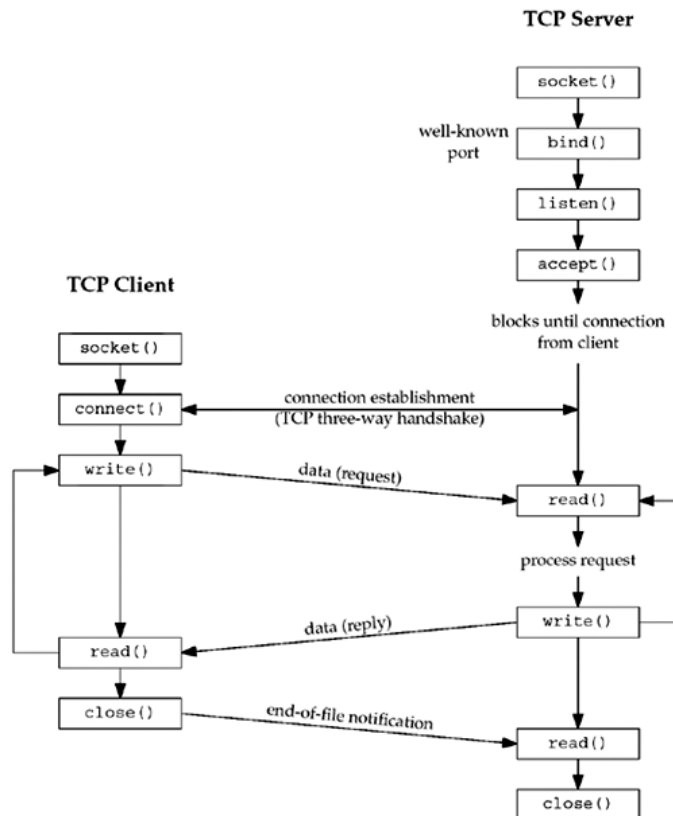 TCP Server
socket()
well-known
port
bind()
listen()
accept()
TCP Client
blocks until connection
from client
socket()
connection establishment
(TCP three-way handshake)
connect()
write()
data (request)
read()
process request
write()
data (reply)
read()
close()
end-of-file notification
read()
close()